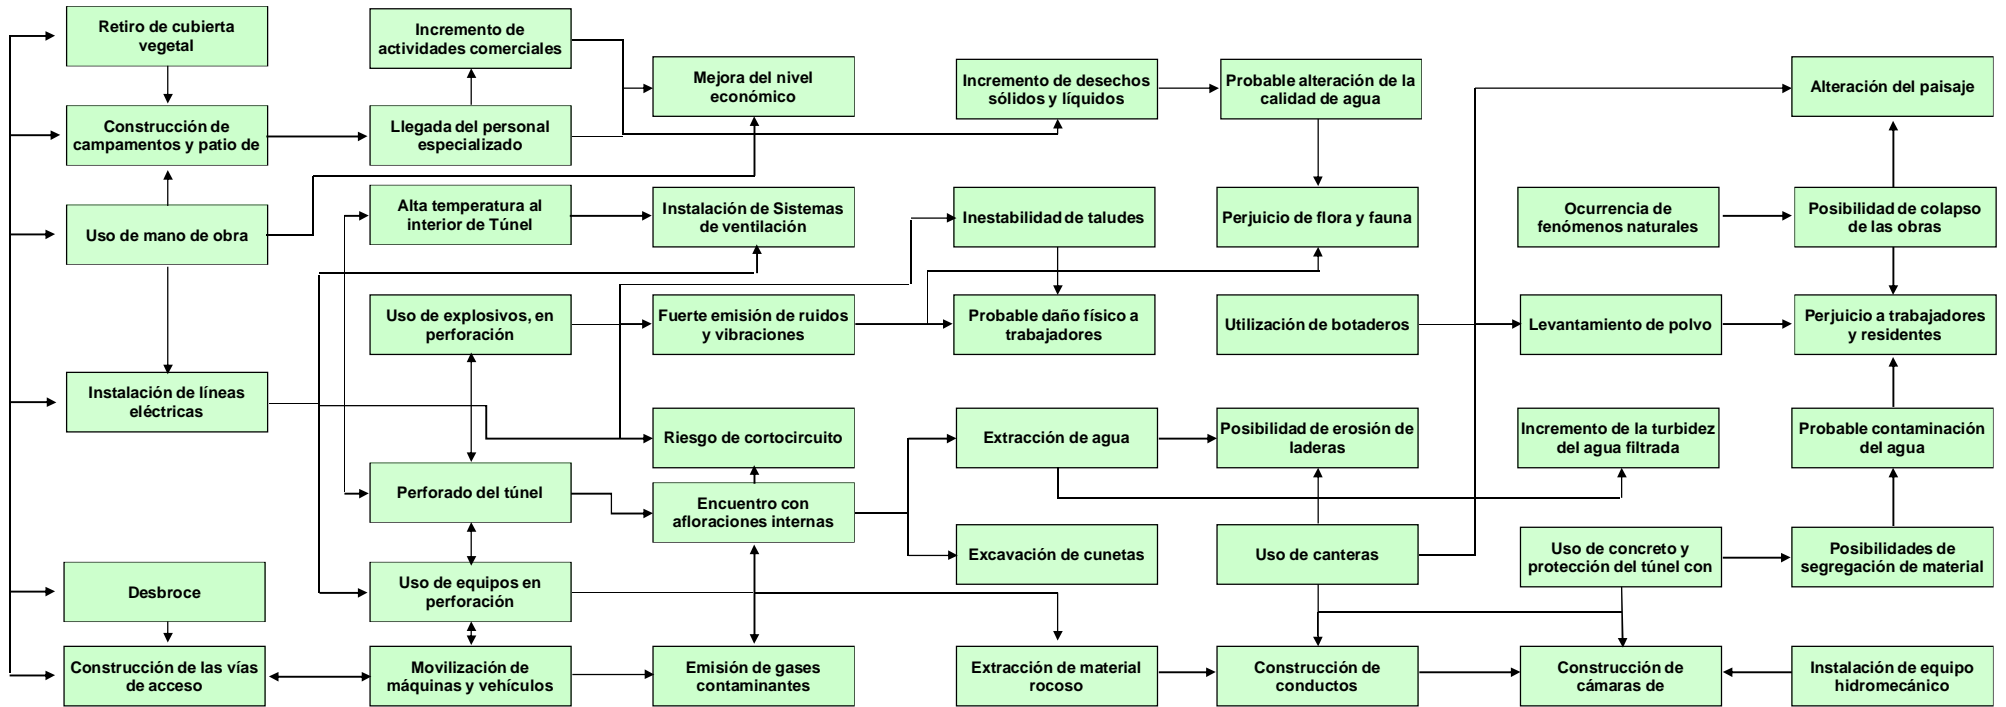 Retiro de cubierta
vegetal
Incremento de
actividades comerciales
Mejora del nivel
económico
Incremento de desechos
sólidos y líquidos
Probable alteración de la
calidad de agua
Alteración del paisaje
Construcción de
campamentos y patio de
Llegada del personal
especializado
Uso de mano de obra
Alta temperatura al
interior de Túnel
Instalación de Sistemas
de ventilación
Inestabilidad de taludes
Perjuicio de flora y fauna
Ocurrencia de
fenómenos naturales
Posibilidad de colapso
de las obras
Uso de explosivos, en
perforación
Fuerte emisión de ruidos
y vibraciones
Probable daño físico a
trabajadores
Utilización de botaderos
Levantamiento de polvo
Perjuicio a trabajadores
y residentes
Instalación de líneas
eléctricas
Riesgo de cortocircuito
Extracción de agua
Posibilidad de erosión de
laderas
Incremento de la turbidez
del agua filtrada
Probable contaminación
del agua
Perforado del túnel
Encuentro con
afloraciones internas
Excavación de cunetas
Uso de canteras
Uso de concreto y
protección del túnel con
Posibilidades de
segregación de material
Desbroce
Uso de equipos en
perforación
Construcción de las vías
de acceso
Movilización de
máquinas y vehículos
Emisión de gases
contaminantes
Extracción de material
rocoso
Construcción de
conductos
Construcción de
cámaras de
Instalación de equipo
hidromecánico